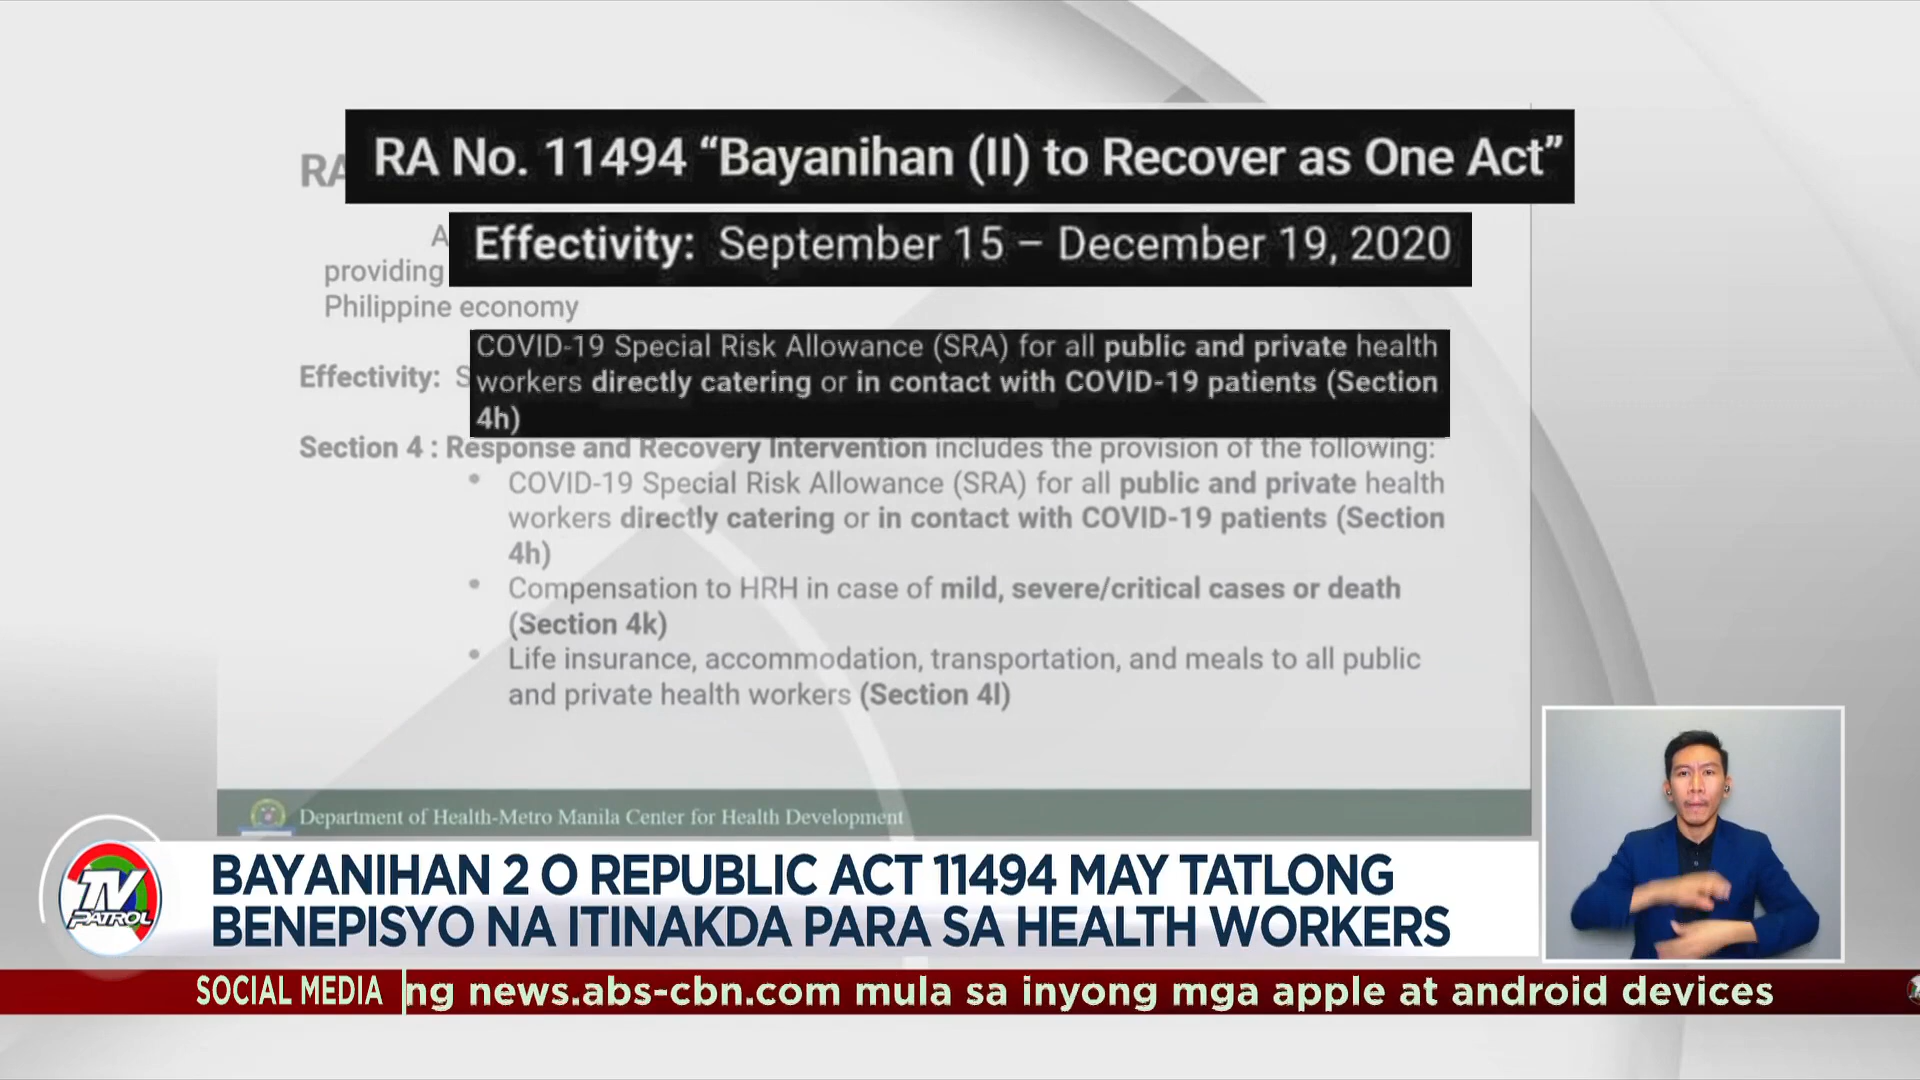 RA No. 11494 “Bayanihan (II) to Recover as One Act”
RA
Effectivity: September 15 – December 19, 2020
A
providing
Philippine economy
COVID-19 Special Risk Allowance (SRA) for all public and private health
workers directly catering or in contact with COVID-19 patients (Section
4h)
Effectivity: S
Section 4 : Response and Recovery Intervention includes the provision of the following:
• COVID-19 Special Risk Allowance (SRA) for all public and private health
workers directly catering or in contact with COVID-19 patients (Section
4h)
• Compensation to HRH in case of mild, severe/critical cases or death
(Section 4k)
• Life insurance, accommodation, transportation, and meals to all public
and private health workers (Section 4l)
Department of Health-Metro Manila Center for Health Development
TV
PATROL
BAYANIHAN 2 O REPUBLIC ACT 11494 MAY TATLONG
BENEPISYO NA ITINAKDA PARA SA HEALTH WORKERS
SOCIAL MEDIA ng news.abs-cbn.com mula sa inyong mga apple at android devices